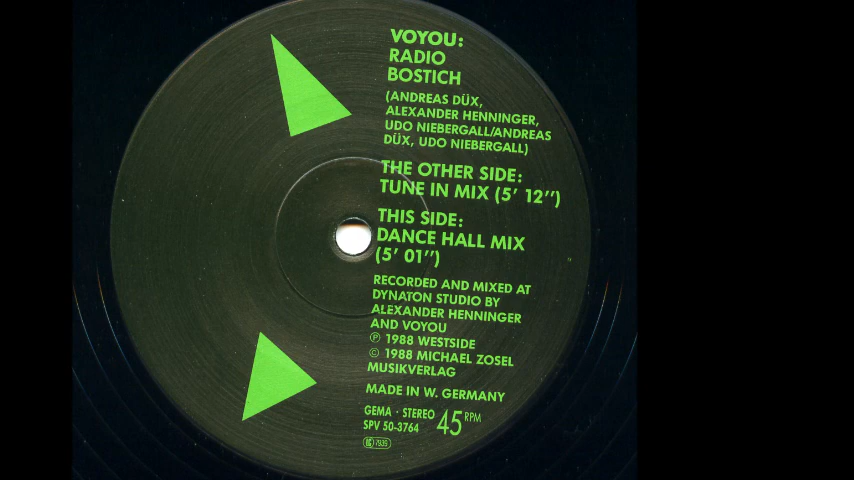 VOYOU:
RADIO
BOSTICH
(ANDREAS DÜX,
ALEXANDER HENNINGER,
UDO NIEBERGALL/ANDREAS
DÜX, UDO NIEBERGALL)
THE OTHER SIDE:
TUNE IN MIX (5' 12'')
THIS SIDE:
DANCE HALL MIX
(5' 01'')
RECORDED AND MIXED AT
DYNATON STUDIO BY
ALEXANDER HENNINGER
AND VOYOU
℗ 1988 WESTSIDE
© 1988 MICHAEL ZOSEL
MUSIKVERLAG
MADE IN W. GERMANY
GEMA · STEREO 45 RPM
SPV 50-3764
LC 7935